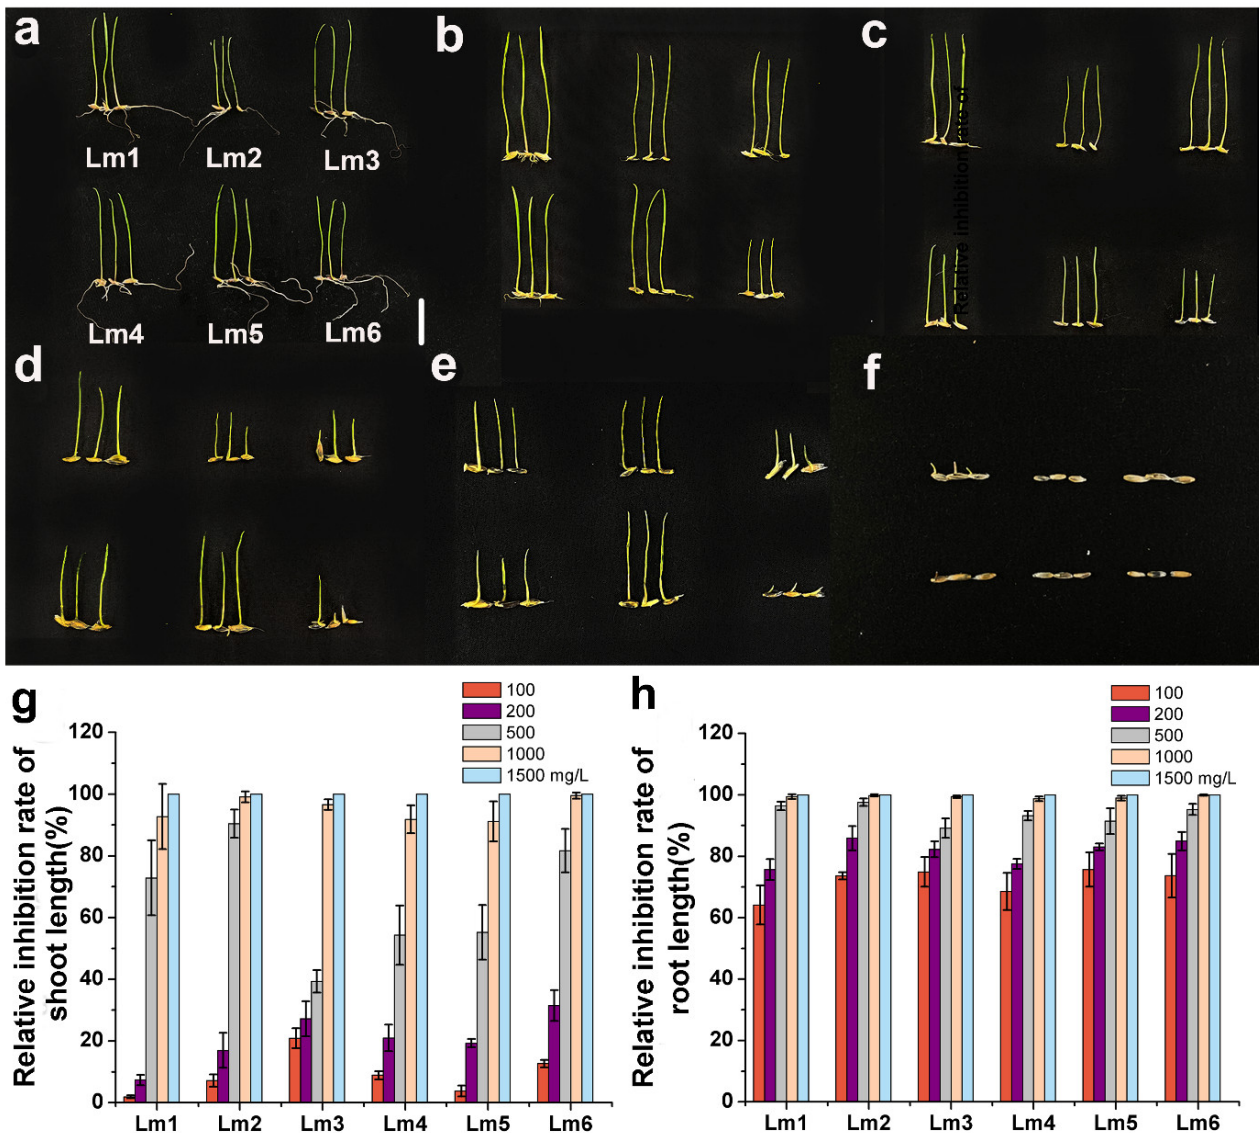 a
b
c
Lm1
Lm2
Lm3
Relative inhibition rate of
Lm4
Lm5
Lm6
d
e
f
g
100
200
500
1000
1500 mg/L
Relative inhibition rate of
shoot length(%)
120
100
80
60
40
20
0
Lm1
Lm2
Lm3
Lm4
Lm5
Lm6
h
100
200
500
1000
1500 mg/L
Relative inhibition rate of
root length(%)
120
100
80
60
40
20
0
Lm1
Lm2
Lm3
Lm4
Lm5
Lm6